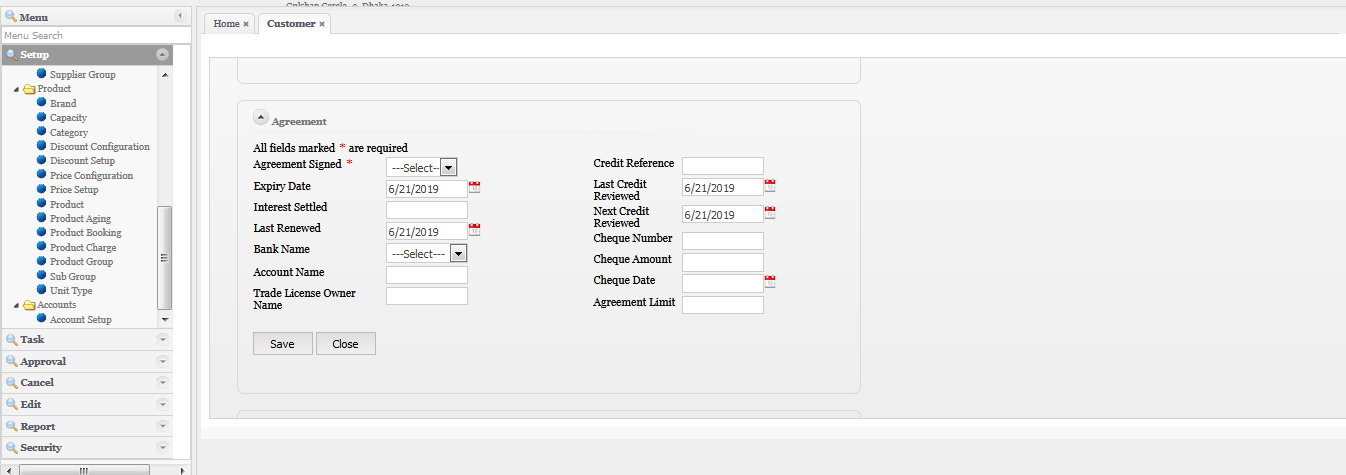 Menu
Menu Search
Setup
Supplier Group
Product
Brand
Capacity
Category
Discount Configuration
Discount Setup
Price Configuration
Price Setup
Product
Product Aging
Product Booking
Product Charge
Product Group
Sub Group
Unit Type
Accounts
Account Setup
Task
Approval
Cancel
Edit
Report
Security
Home
Customer
Agreement
All fields marked * are required
Agreement Signed * ---Select--
Expiry Date 6/21/2019
Interest Settled
Last Renewed 6/21/2019
Bank Name ---Select---
Account Name
Trade License Owner
Name
Credit Reference
Last Credit
Reviewed 6/21/2019
Next Credit
Reviewed 6/21/2019
Cheque Number
Cheque Amount
Cheque Date
Agreement Limit
Save Close